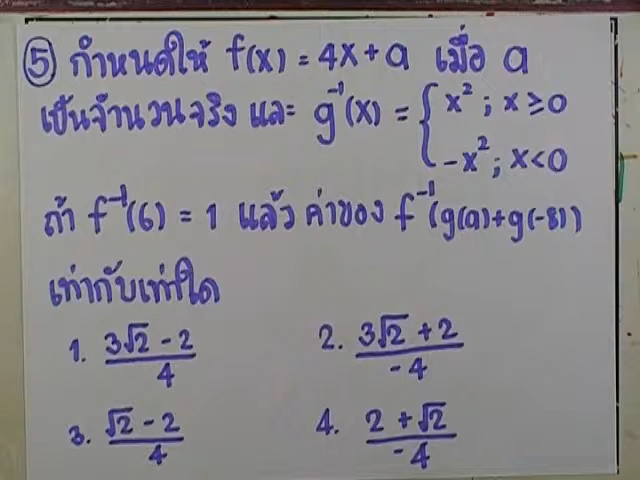 5 กำหนดให้ f(x) = 4x + a เมื่อ a
เป็นจำนวนจริง และ g⁻¹(x) = { x² ; x ≥ 0
-x² ; x < 0
ถ้า f⁻¹(6) = 1 แล้ว ค่าของ f⁻¹(g(a)+g(-8))
เท่ากับเท่าใด
1. (3√2 - 2)/4 2. (3√2 + 2)/-4
3. (√2 - 2)/4 4. (2 + √2)/-4